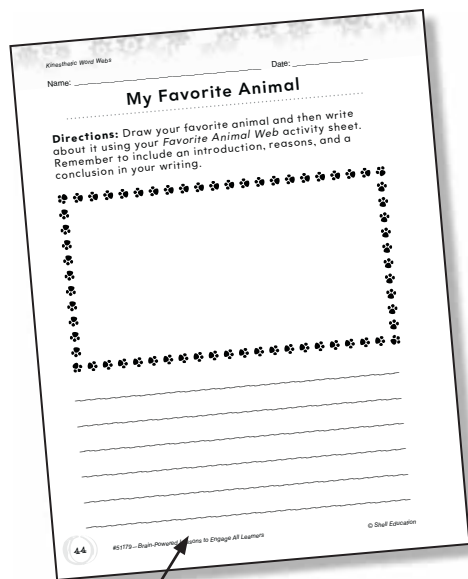 Kinesthetic Word Webs
Name: Date:
My Favorite Animal
Directions: Draw your favorite animal and then write
about it using your Favorite Animal Web activity sheet.
Remember to include an introduction, reasons, and a
conclusion in your writing.
44 #51179—Brain-Powered Lessons to Engage All Learners © Shell Education